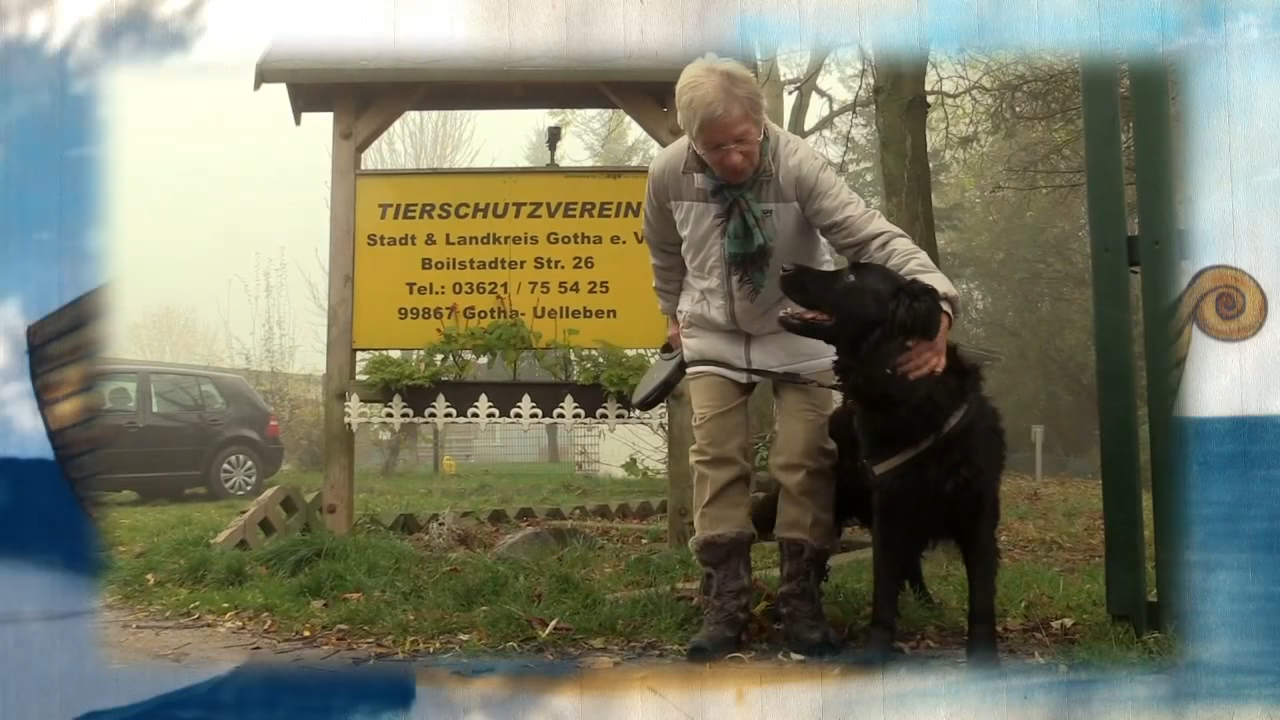 TIERSCHUTZVEREIN
Stadt & Landkreis Gotha e. V
Boilstadter Str. 26
Tel.: 03621 / 75 54 25
99867 Gotha- Uelleben